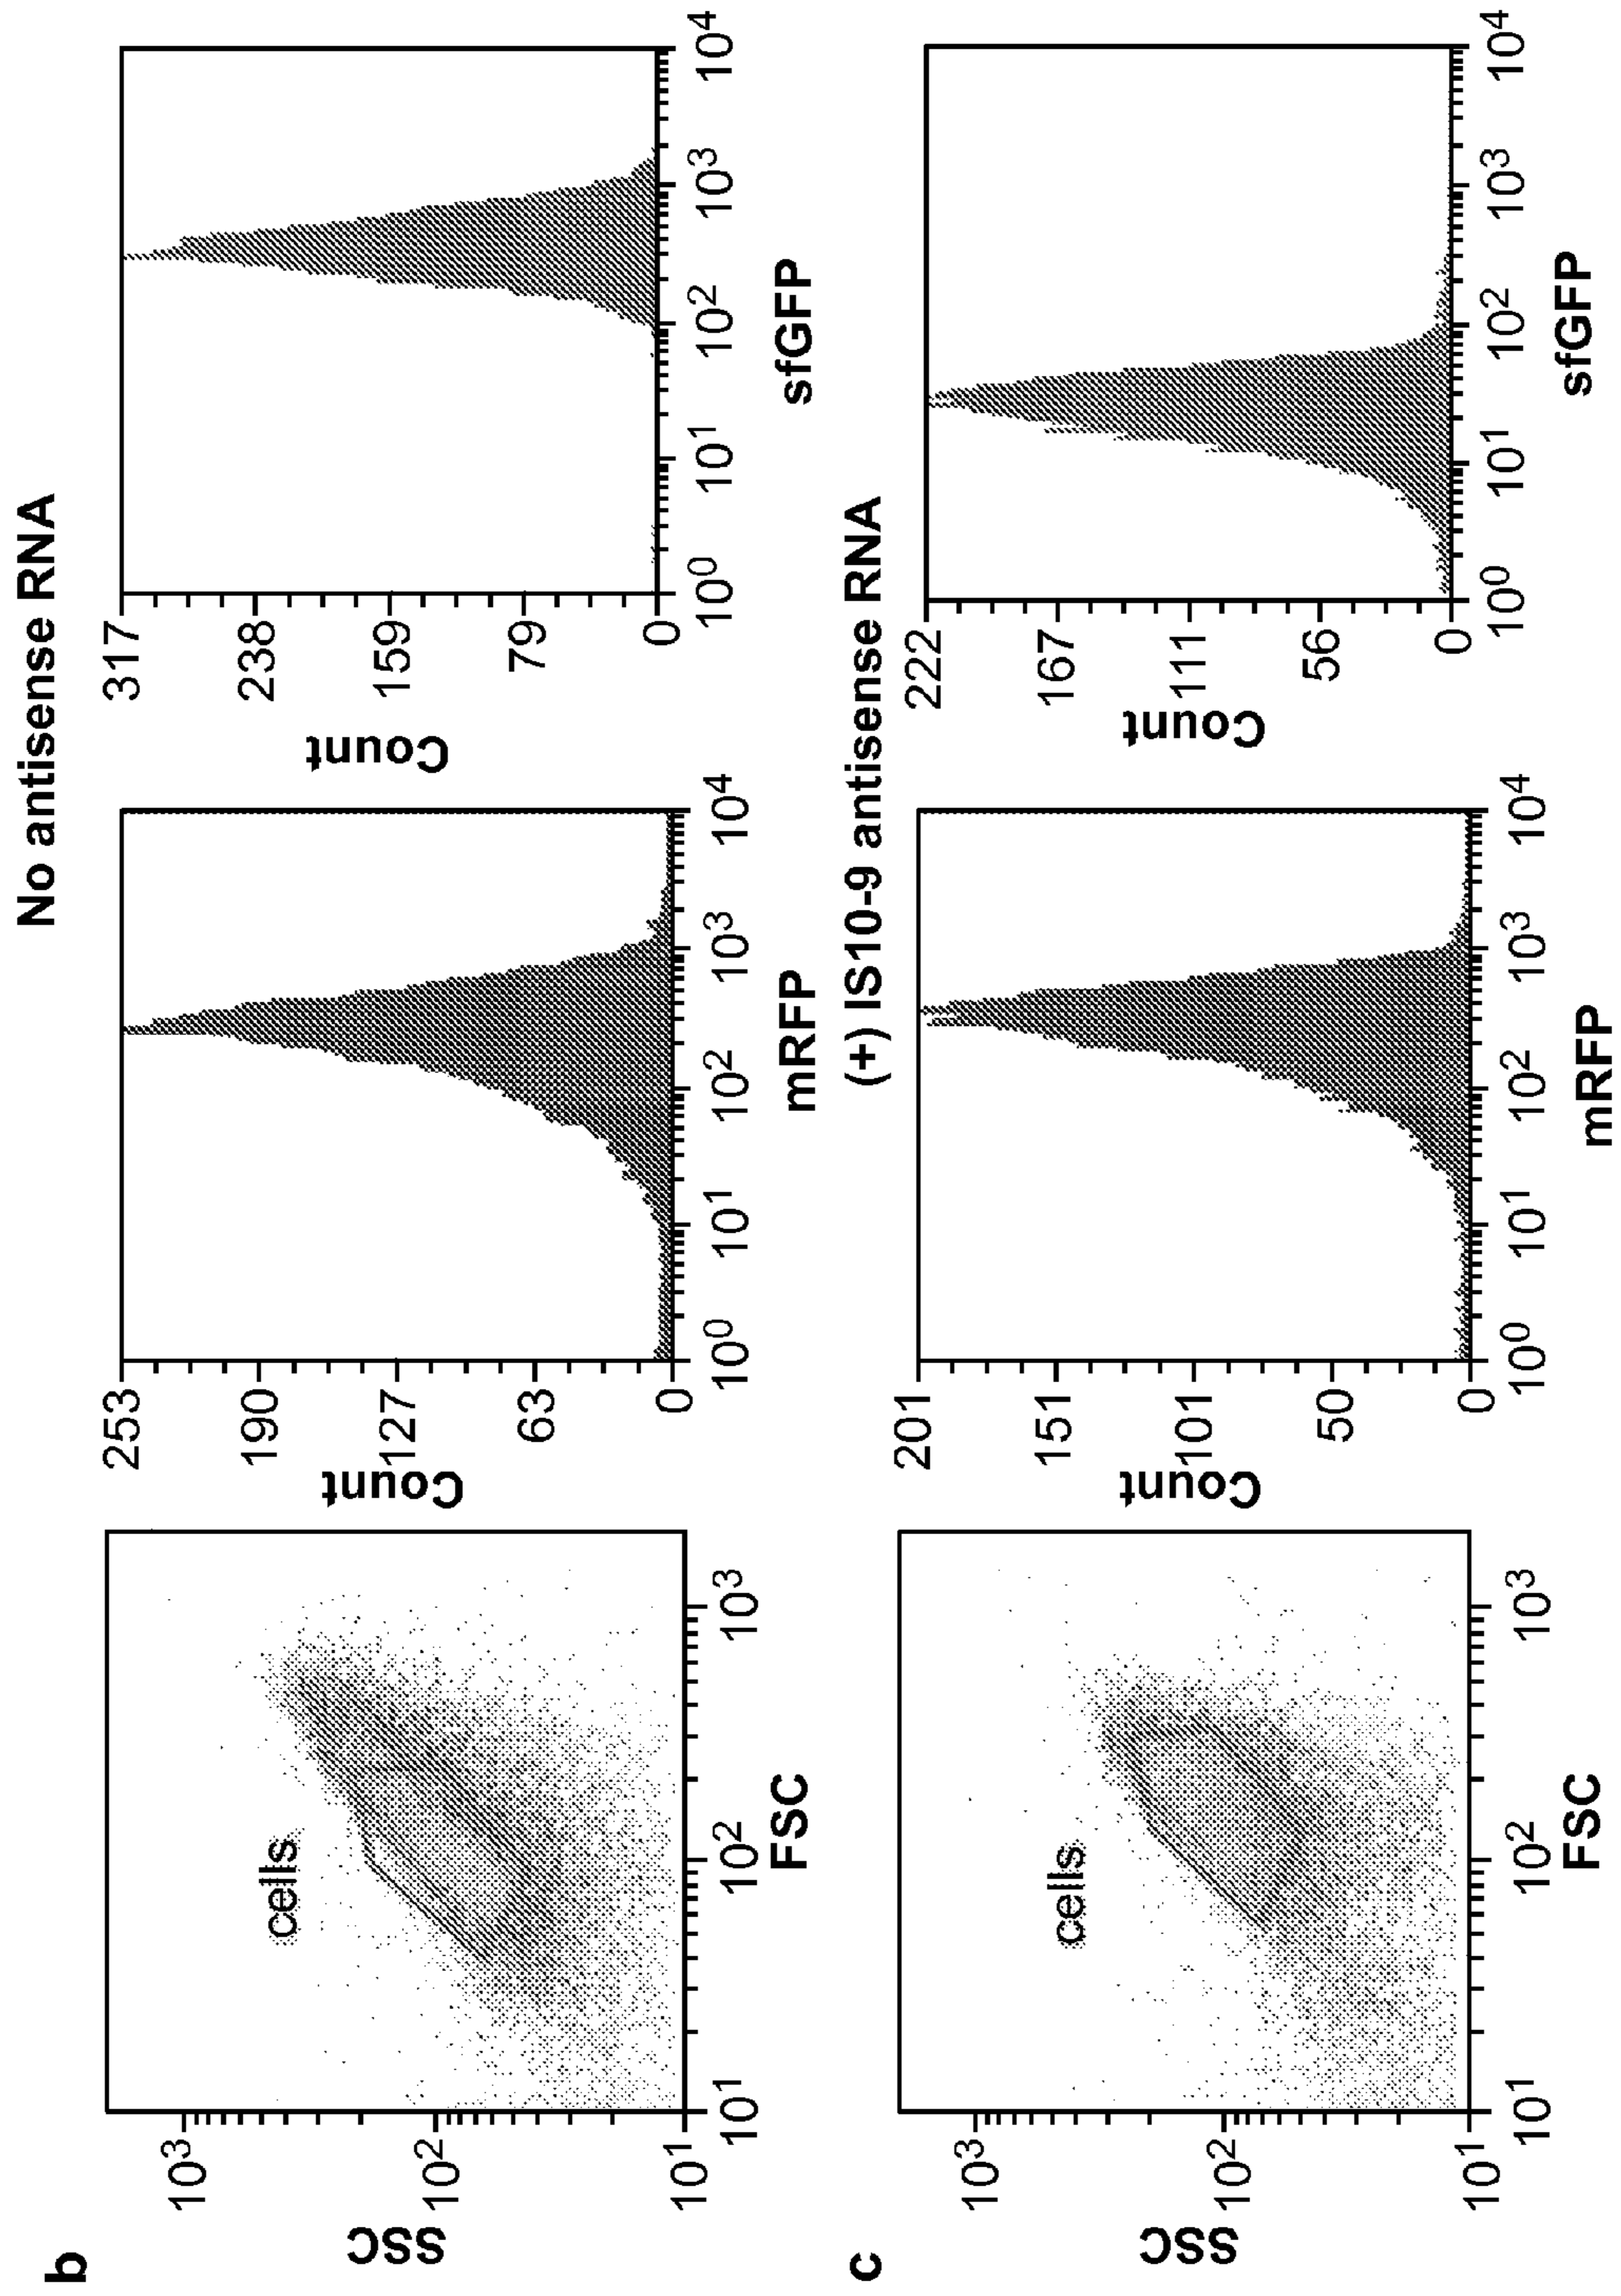 b
No antisense RNA
10³
10²
10¹
SSC
cells
10¹ 10² 10³
FSC
253
190
127
63
0
Count
10⁰ 10¹ 10² 10³ 10⁴
mRFP
317
238
159
79
0
Count
10⁰ 10¹ 10² 10³ 10⁴
sfGFP
c
(+) IS10-9 antisense RNA
10³
10²
10¹
SSC
cells
10¹ 10² 10³
FSC
201
151
101
50
0
Count
10⁰ 10¹ 10² 10³ 10⁴
mRFP
222
167
111
56
0
Count
10⁰ 10¹ 10² 10³ 10⁴
sfGFP